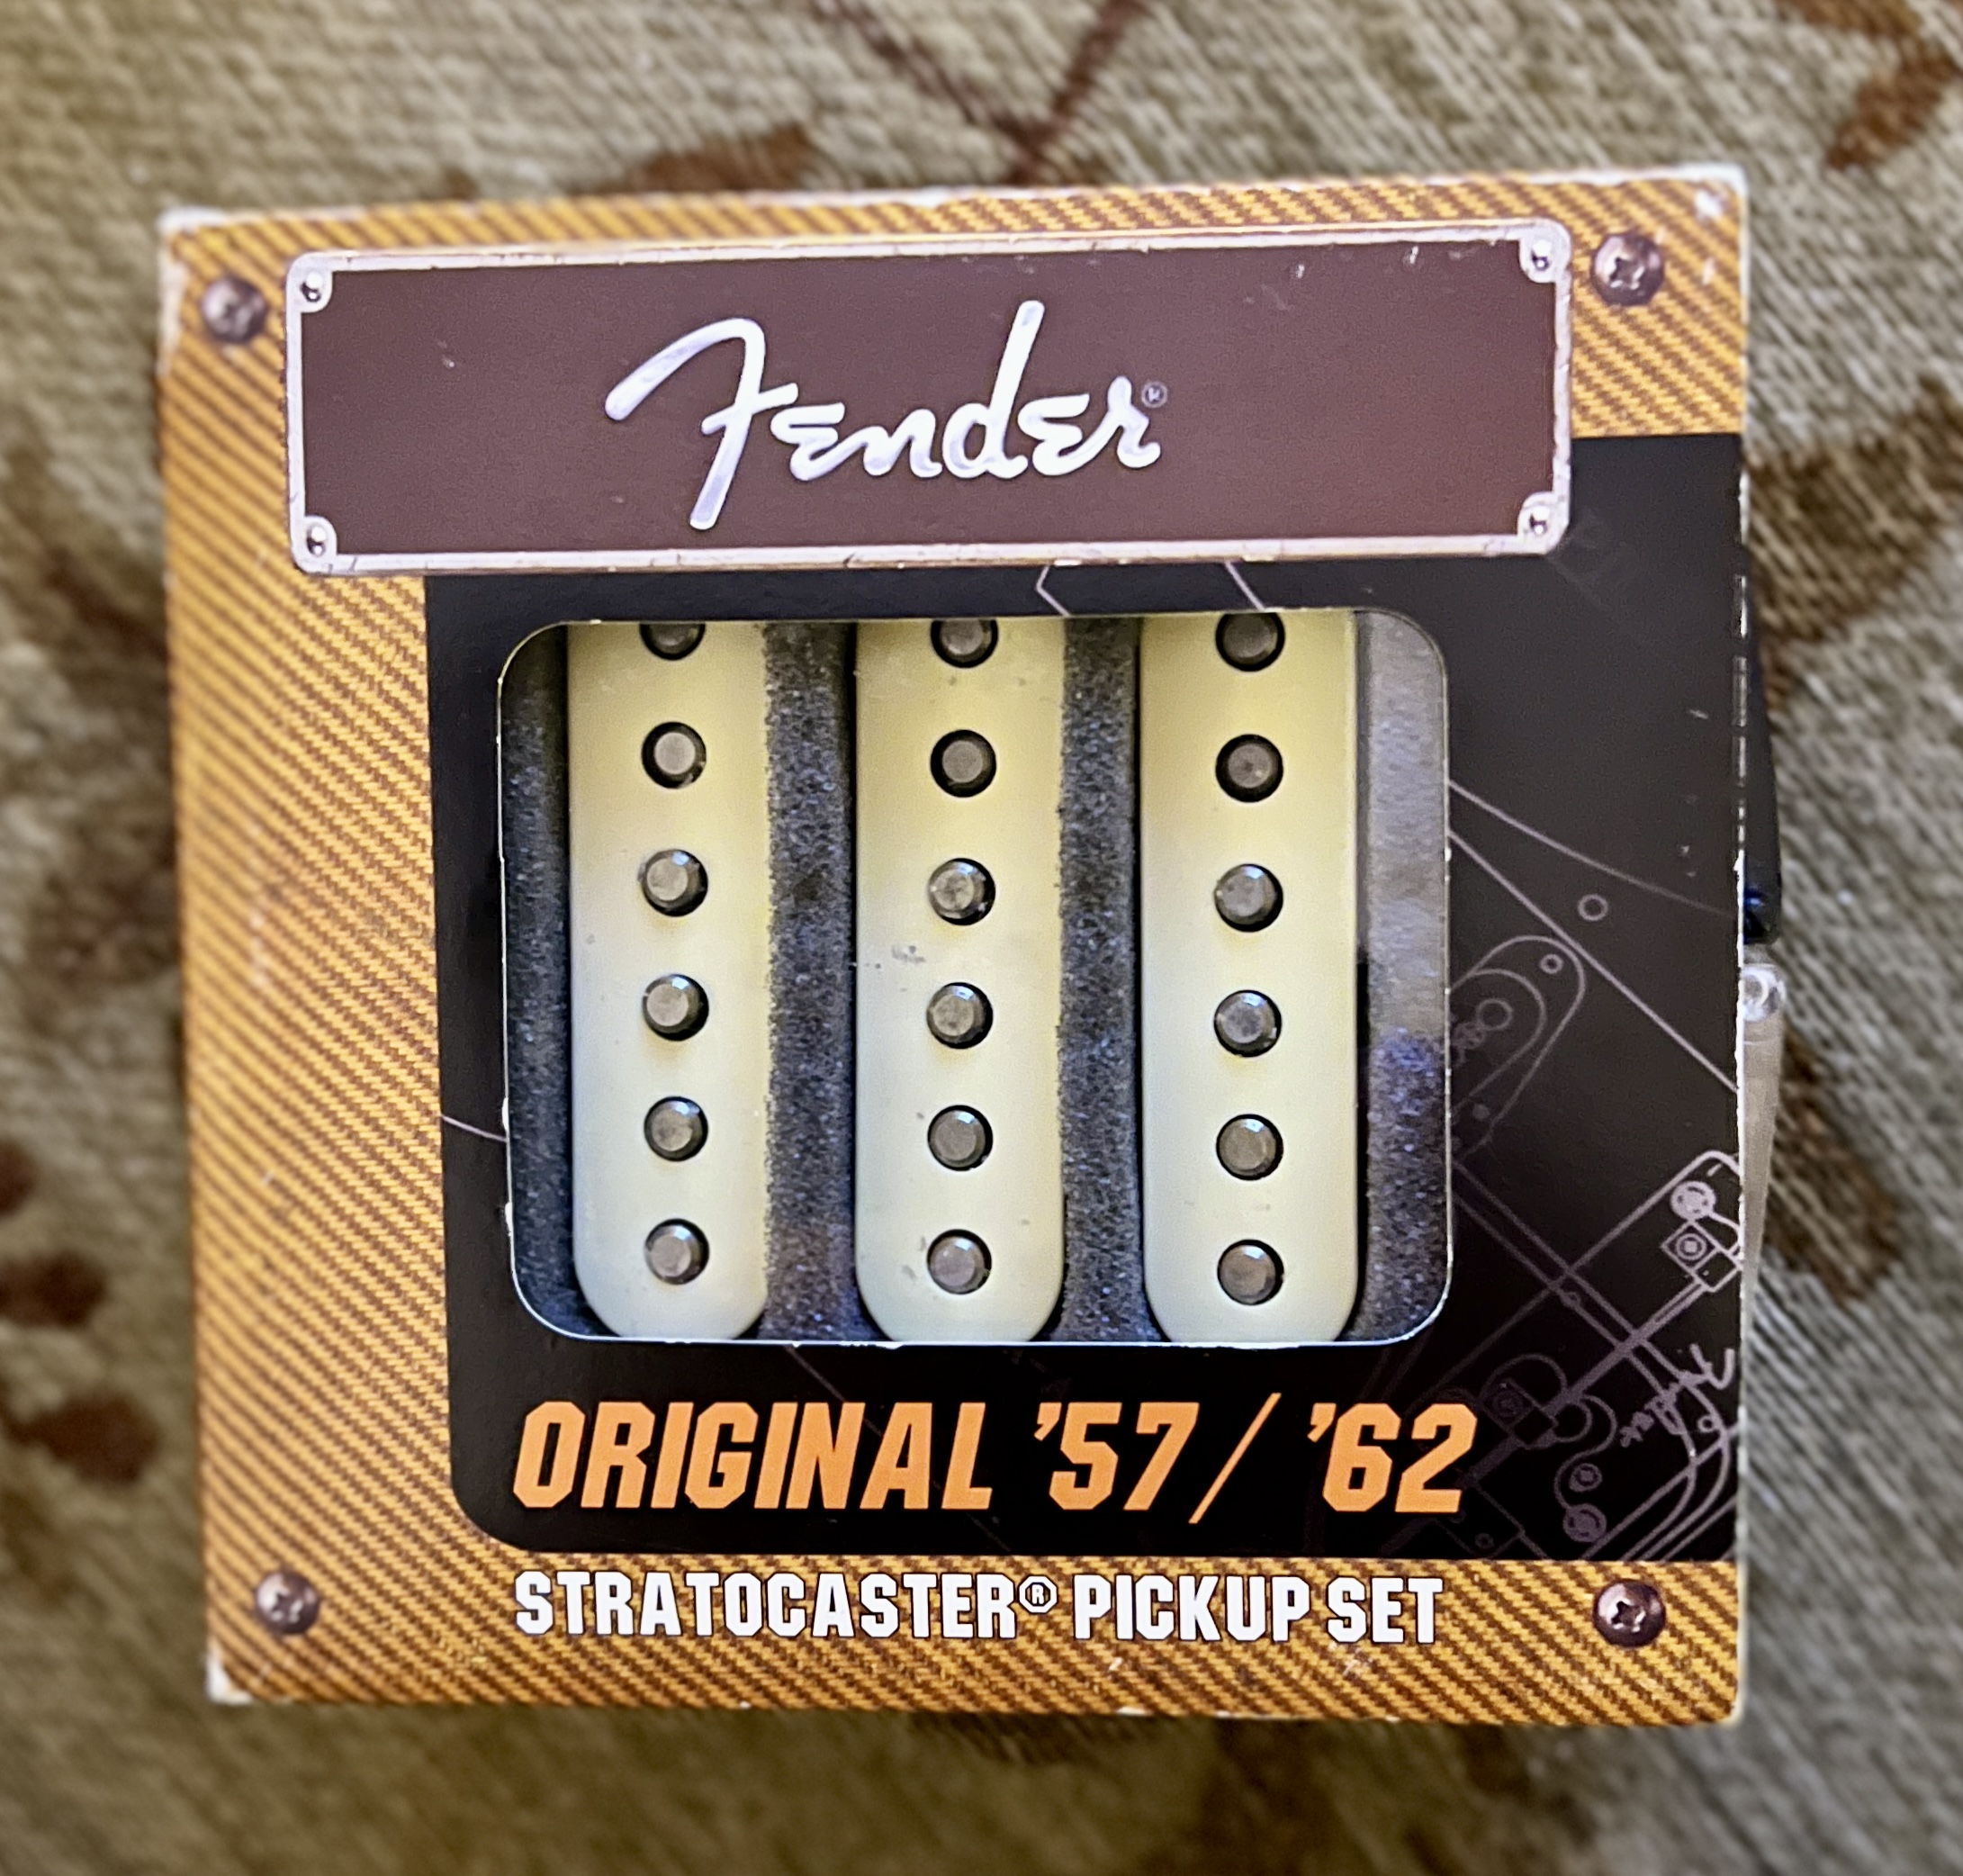 Fender®
ORIGINAL '57 / '62
STRATOCASTER® PICKUP SET